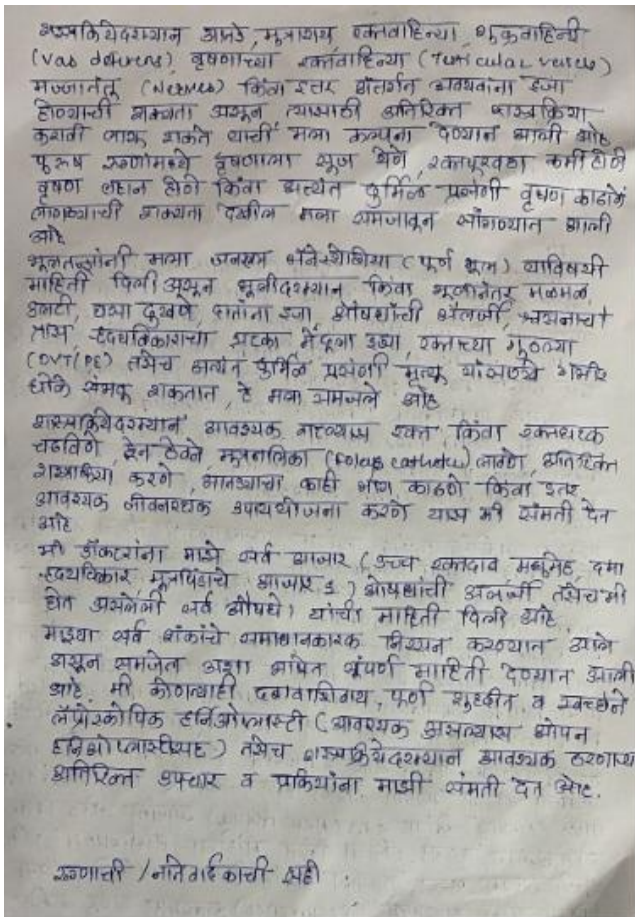 शस्त्रक्रियेदरम्यान आतडे, मूत्राशय रक्तवाहिन्या, शुक्रवाहिनी
(Vas deferens) वृषणाच्या रक्तवाहिन्या (Testicular vessels)
मज्जातंतू (Nerves) किंवा इतर अंतर्गत अवयवांना इजा
होण्याची शक्यता असून, त्यासाठी अतिरिक्त शस्त्रक्रिया
करावी लागू शकते याची मला कल्पना देण्यात आली आहे
पुरुष रुग्णांमध्ये वृषणाला सूज येणे, रक्तपुरवठा कमी होणे
वृषण लहान होणे किंवा अत्यंत दुर्मिळ प्रसंगी वृषण काढावे
लागण्याची शक्यता देखील मला समजावून सांगण्यात आली
आहे
भूलतज्ञांनी मला जनरल अ‍ॅनेस्थेशिया (पूर्ण भूल) याविषयी
माहिती दिली असून भूलीदरम्यान किंवा भूलीनंतर मळमळ,
उलटी, घसा दुखणे, दातांना इजा, औषधांची अ‍ॅलर्जी, श्वसनाचा
त्रास, हृदयविकाराचा झटका मेंदूला इजा, रक्ताच्या गुठळ्या
(DVT/PE) तसेच अत्यंत दुर्मिळ प्रसंगी मृत्यू यासारखे गंभीर
धोके संभवू शकतात, हे मला समजले आहे
शस्त्रक्रियेदरम्यान आवश्यक वाटल्यास रक्त किंवा रक्तघटक
चढविणे, ड्रेन ठेवणे मूत्रनलिका (Foleys catheter) लावणे, अतिरिक्त
शस्त्रक्रिया करणे, आतड्याचा काही भाग काढणे किंवा इतर
आवश्यक जीवनरक्षक उपाययोजना करणे यास मी संमती देत
आहे
मी डॉक्टरांना माझे सर्व आजार (उच्च रक्तदाब मधुमेह, दमा
हृदयविकार मूत्रपिंडाचे आजार इ) औषधांची अलर्जी तसेच मी
घेत असलेली सर्व औषधे) यांची माहिती दिली आहे
माझ्या सर्व शंकांचे समाधानकारक निरसन करण्यात आले
असून समजेल अशा भाषेत संपूर्ण माहिती देण्यात आली
आहे. मी कोणत्याही दबावाशिवाय, पूर्ण शुद्धीत व स्वच्छेने
लॅप्रोस्कोपिक हर्निओप्लास्टी (आवश्यक असल्यास ओपन
हर्निओप्लास्टीसह) तसेच शस्त्रक्रियेदरम्यान आवश्यक ठरणाऱ्या
अतिरिक्त उपचार व प्रक्रियांना माझी संमती देत आहे.
रुग्णाची / नातेवाईकाची सही